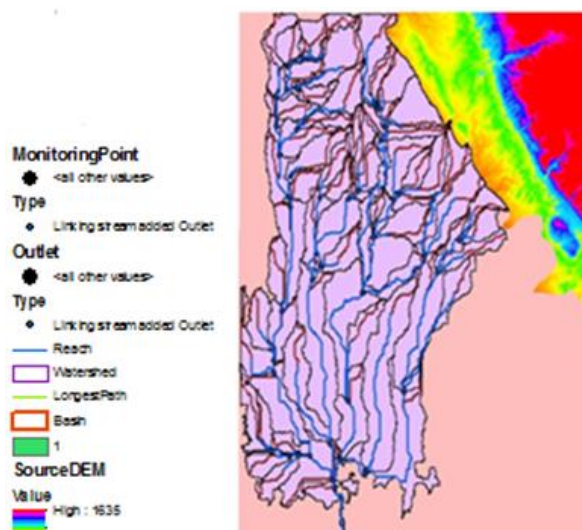 MonitoringPoint
<all other values>
Type
Linking stream added Outlet
Outlet
<all other values>
Type
Linking stream added Outlet
Reach
Watershed
LongestPath
Basin
1
SourceDEM
Value
High : 1635